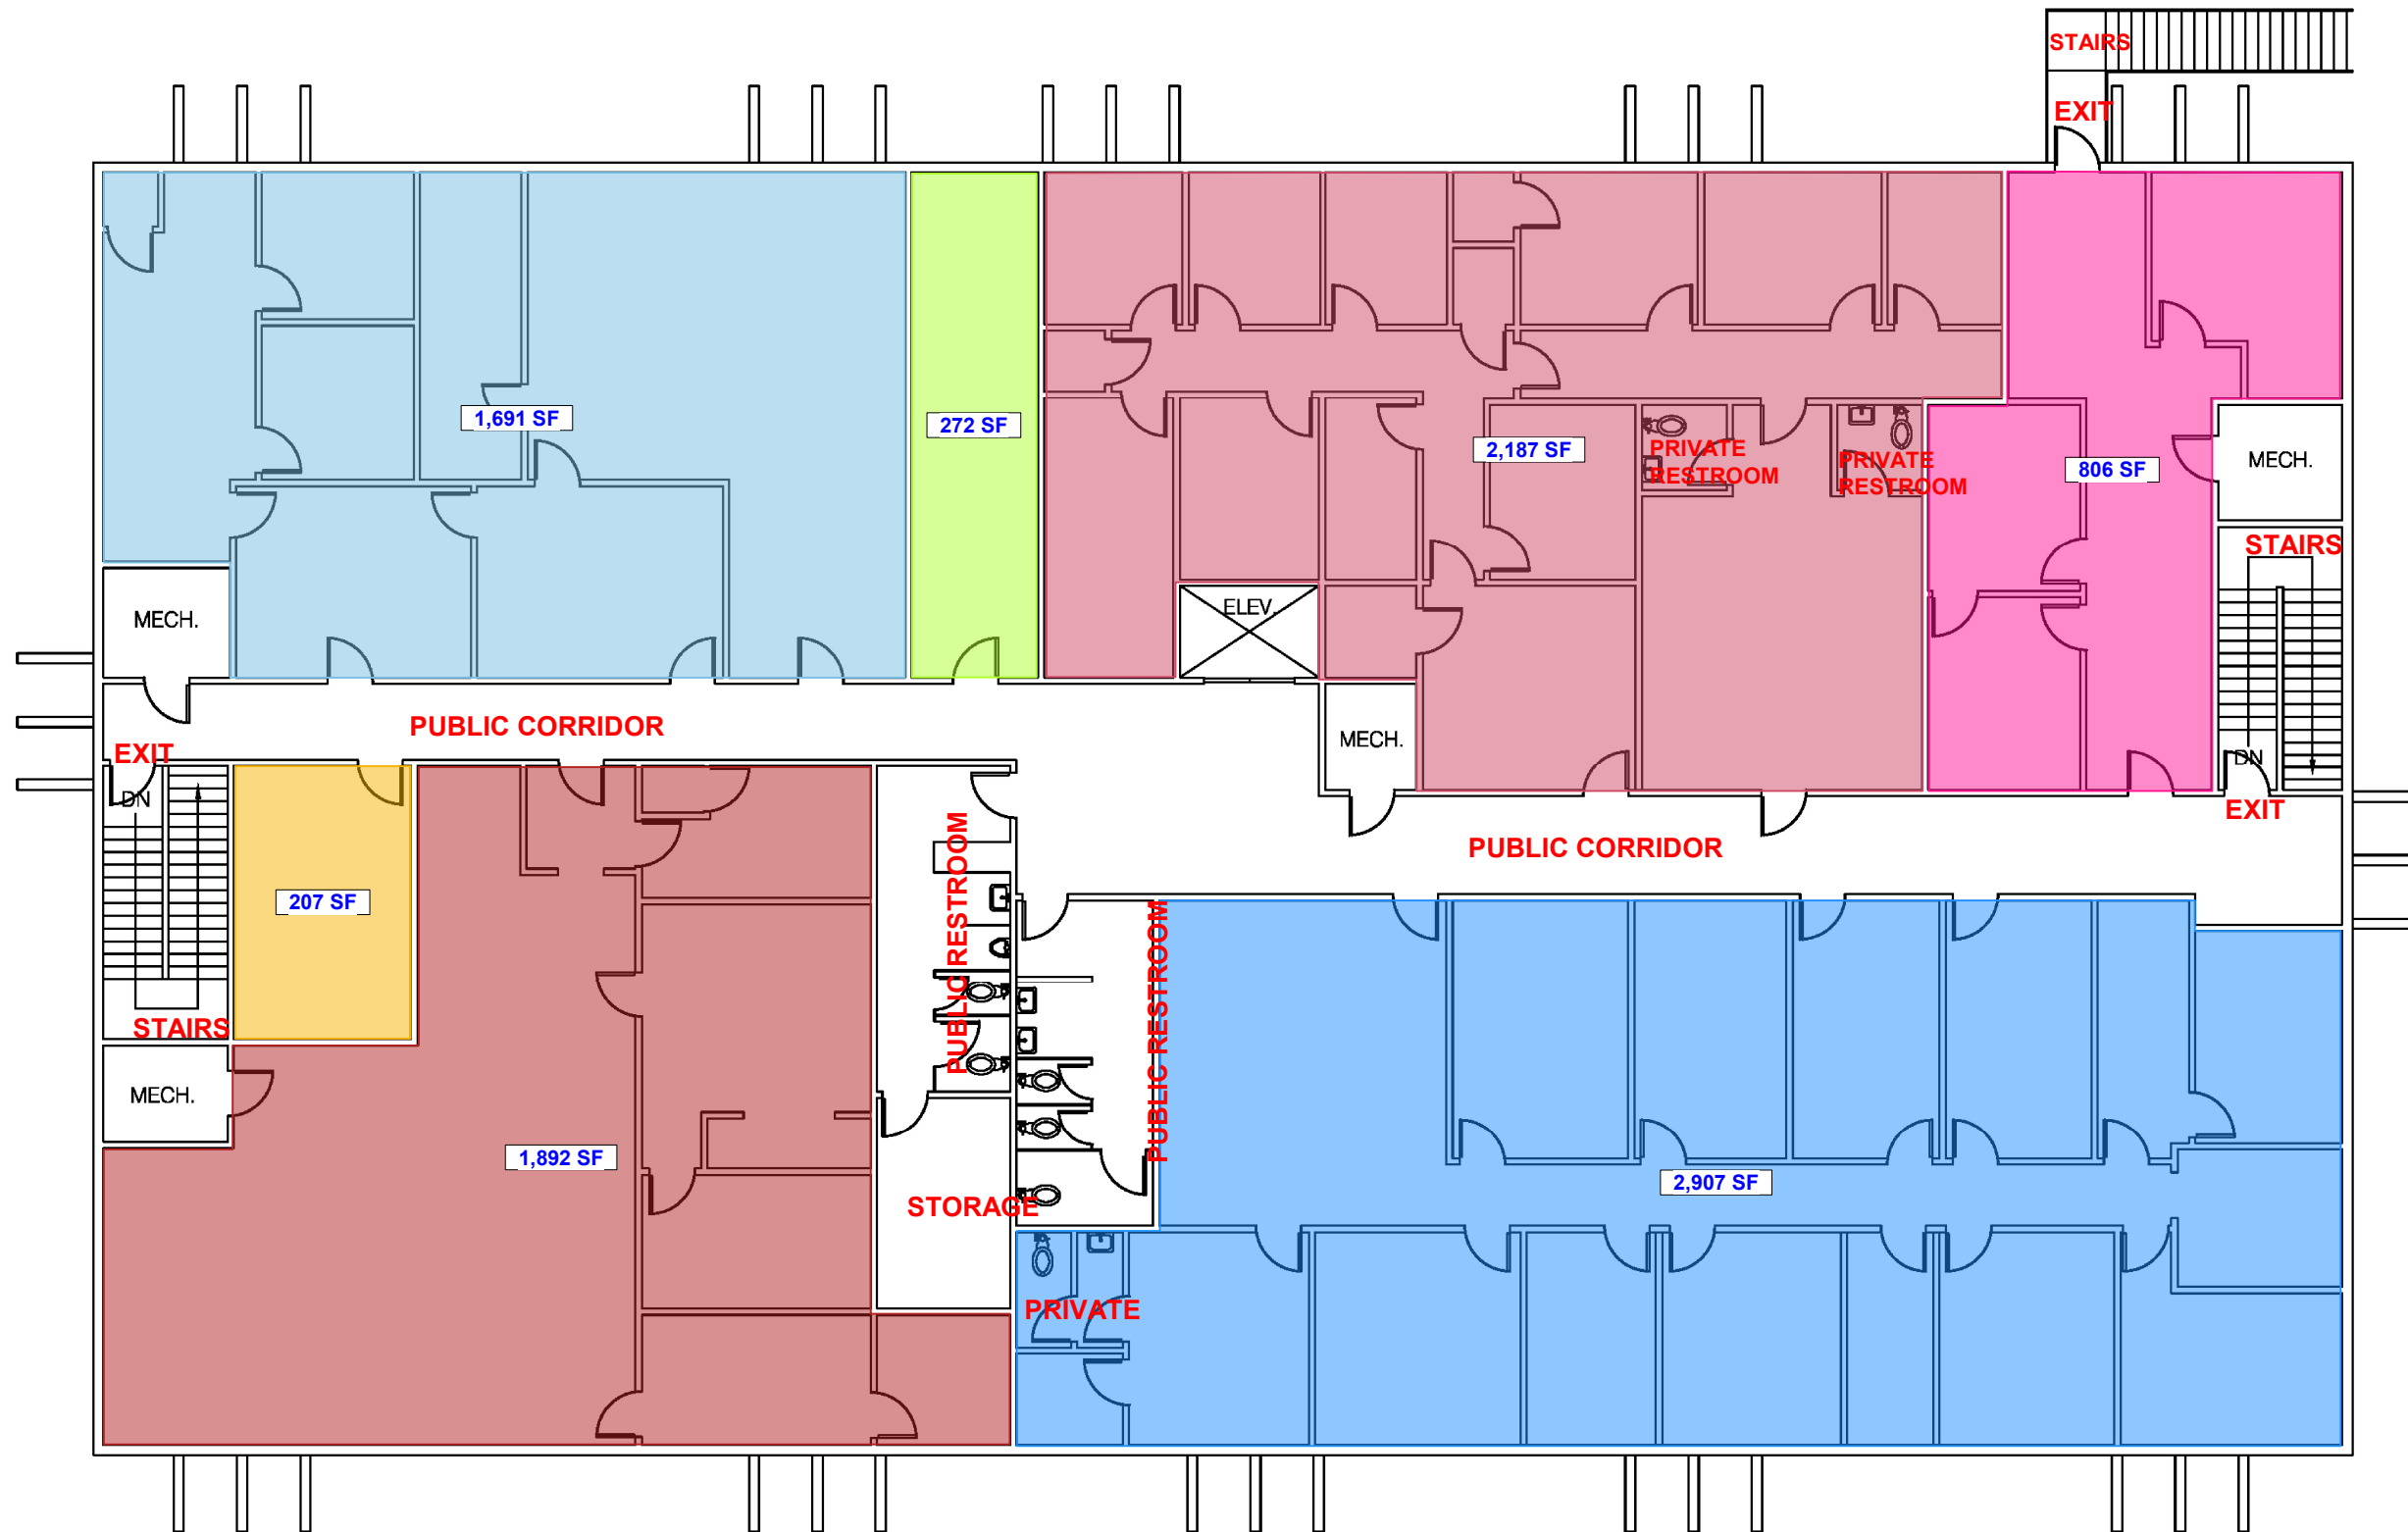 STAIRS
EXIT
1,691 SF
272 SF
2,187 SF
PRIVATE
RESTROOM
PRIVATE
RESTROOM
806 SF
MECH.
STAIRS
MECH.
ELEV.
PUBLIC CORRIDOR
MECH.
EXIT
DN
DN
EXIT
PUBLIC CORRIDOR
207 SF
PUBLIC RESTROOM
PUBLIC RESTROOM
STAIRS
MECH.
1,892 SF
2,907 SF
STORAGE
PRIVATE